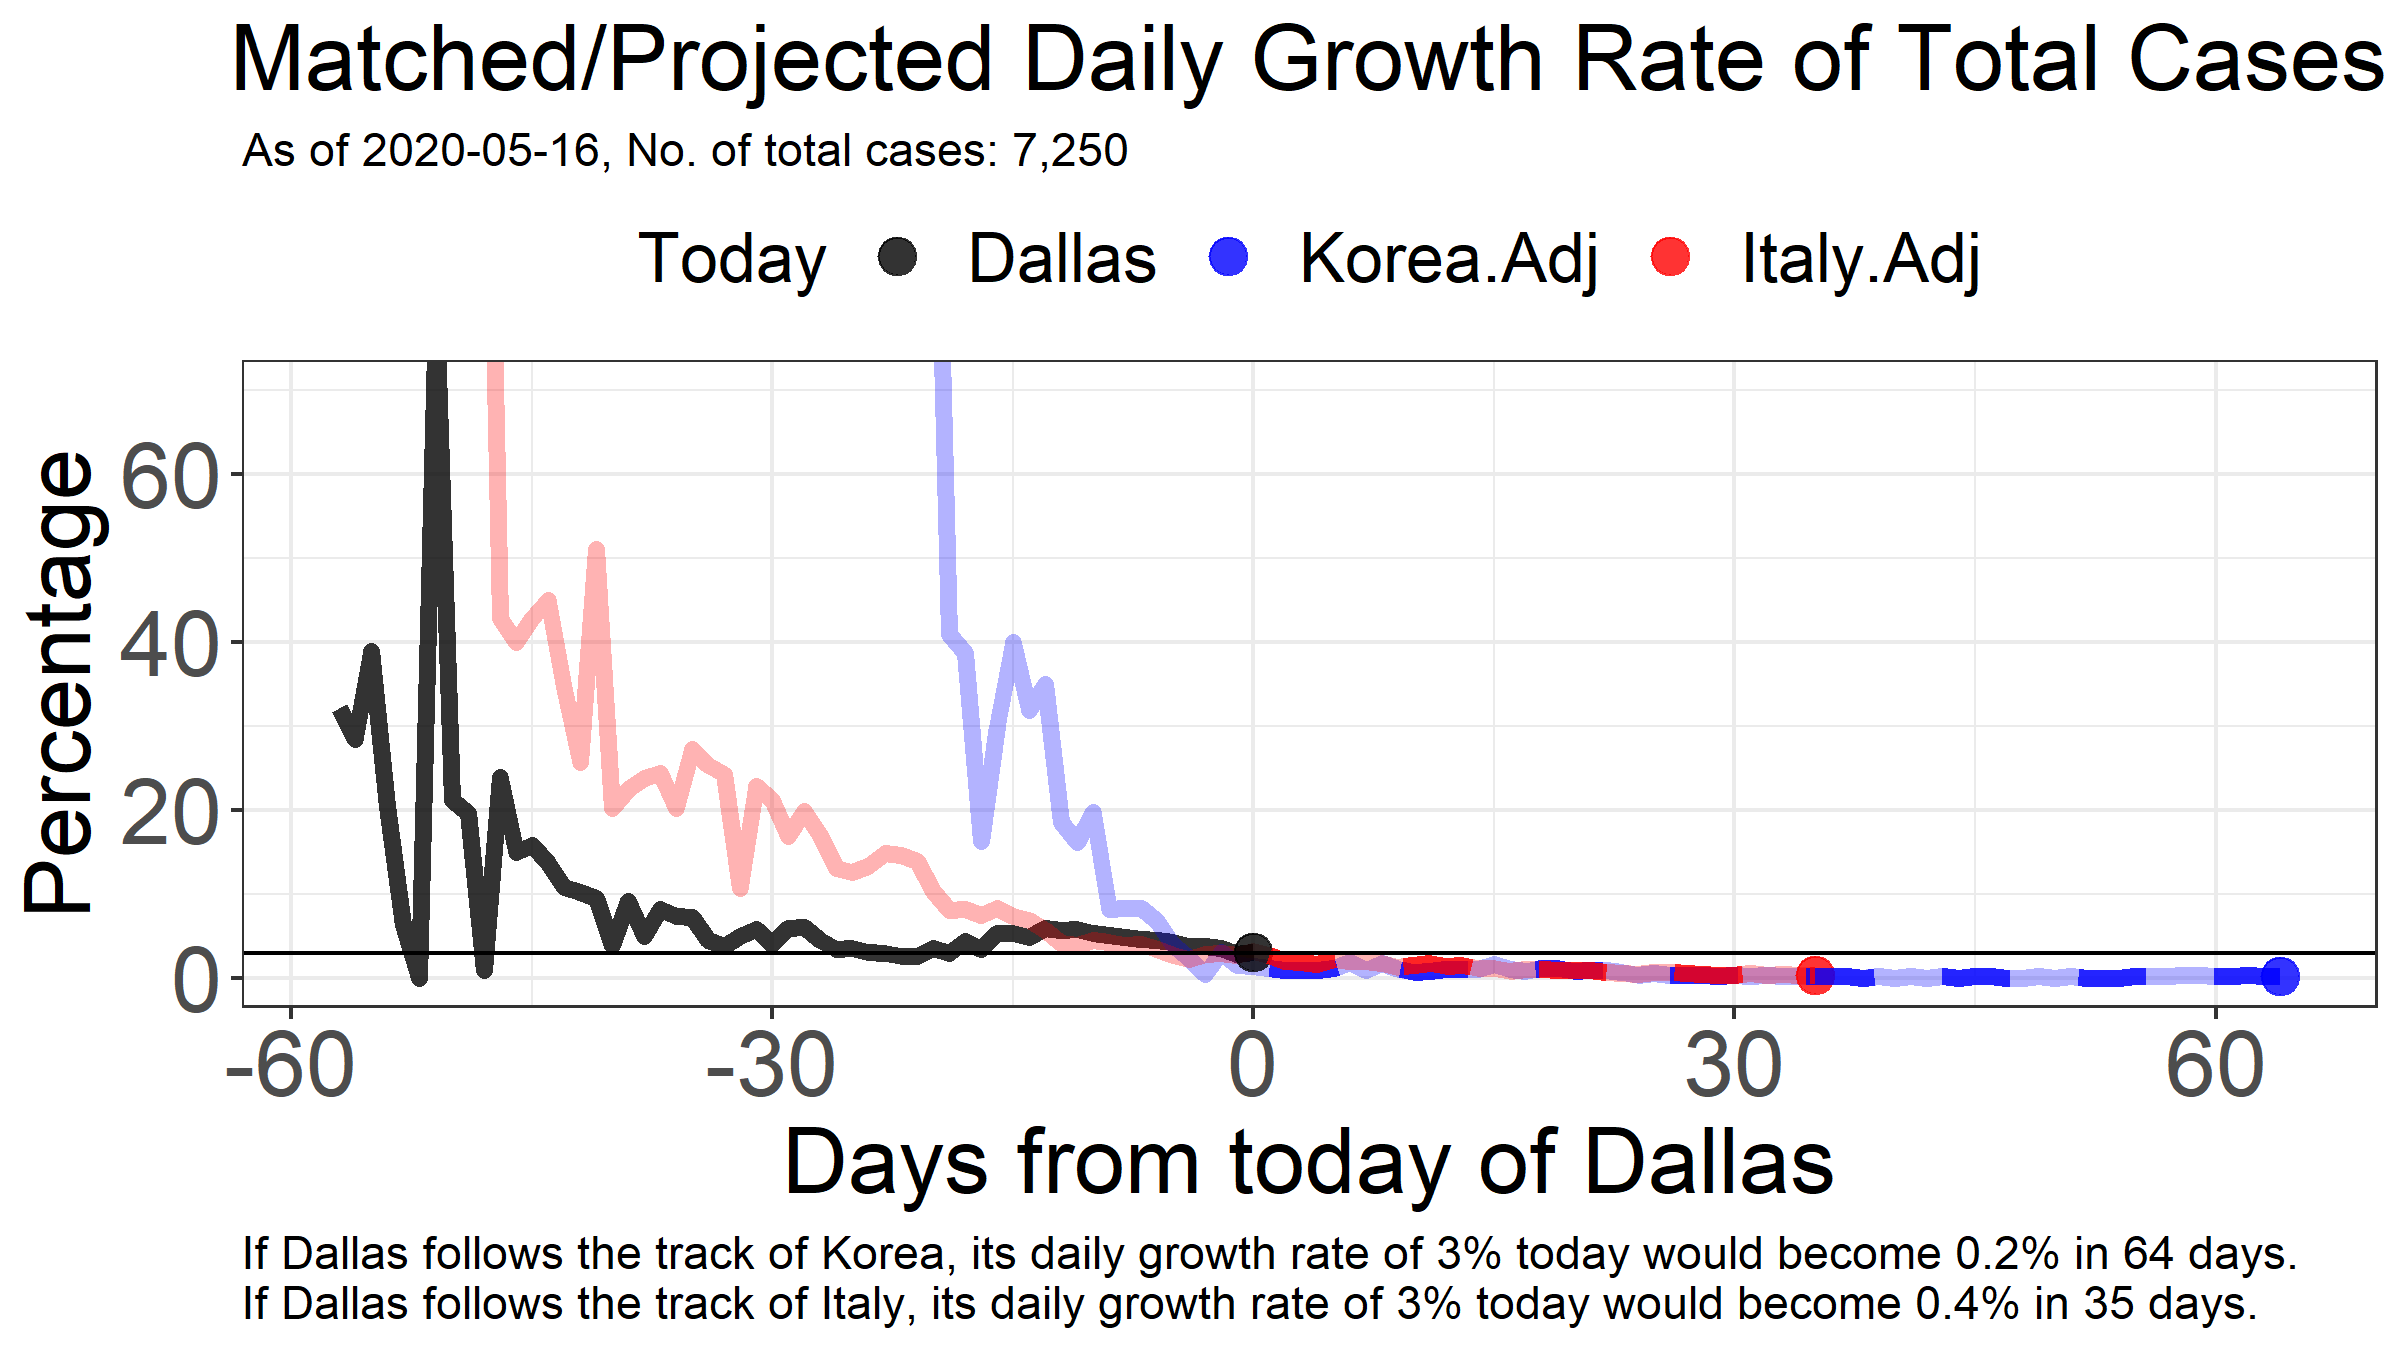 Matched/Projected Daily Growth Rate of Total Cases
As of 2020-05-16, No. of total cases: 7,250
Today Dallas Korea.Adj Italy.Adj
Percentage
60
40
20
0
-60 -30 0 30 60
Days from today of Dallas
If Dallas follows the track of Korea, its daily growth rate of 3% today would become 0.2% in 64 days.
If Dallas follows the track of Italy, its daily growth rate of 3% today would become 0.4% in 35 days.